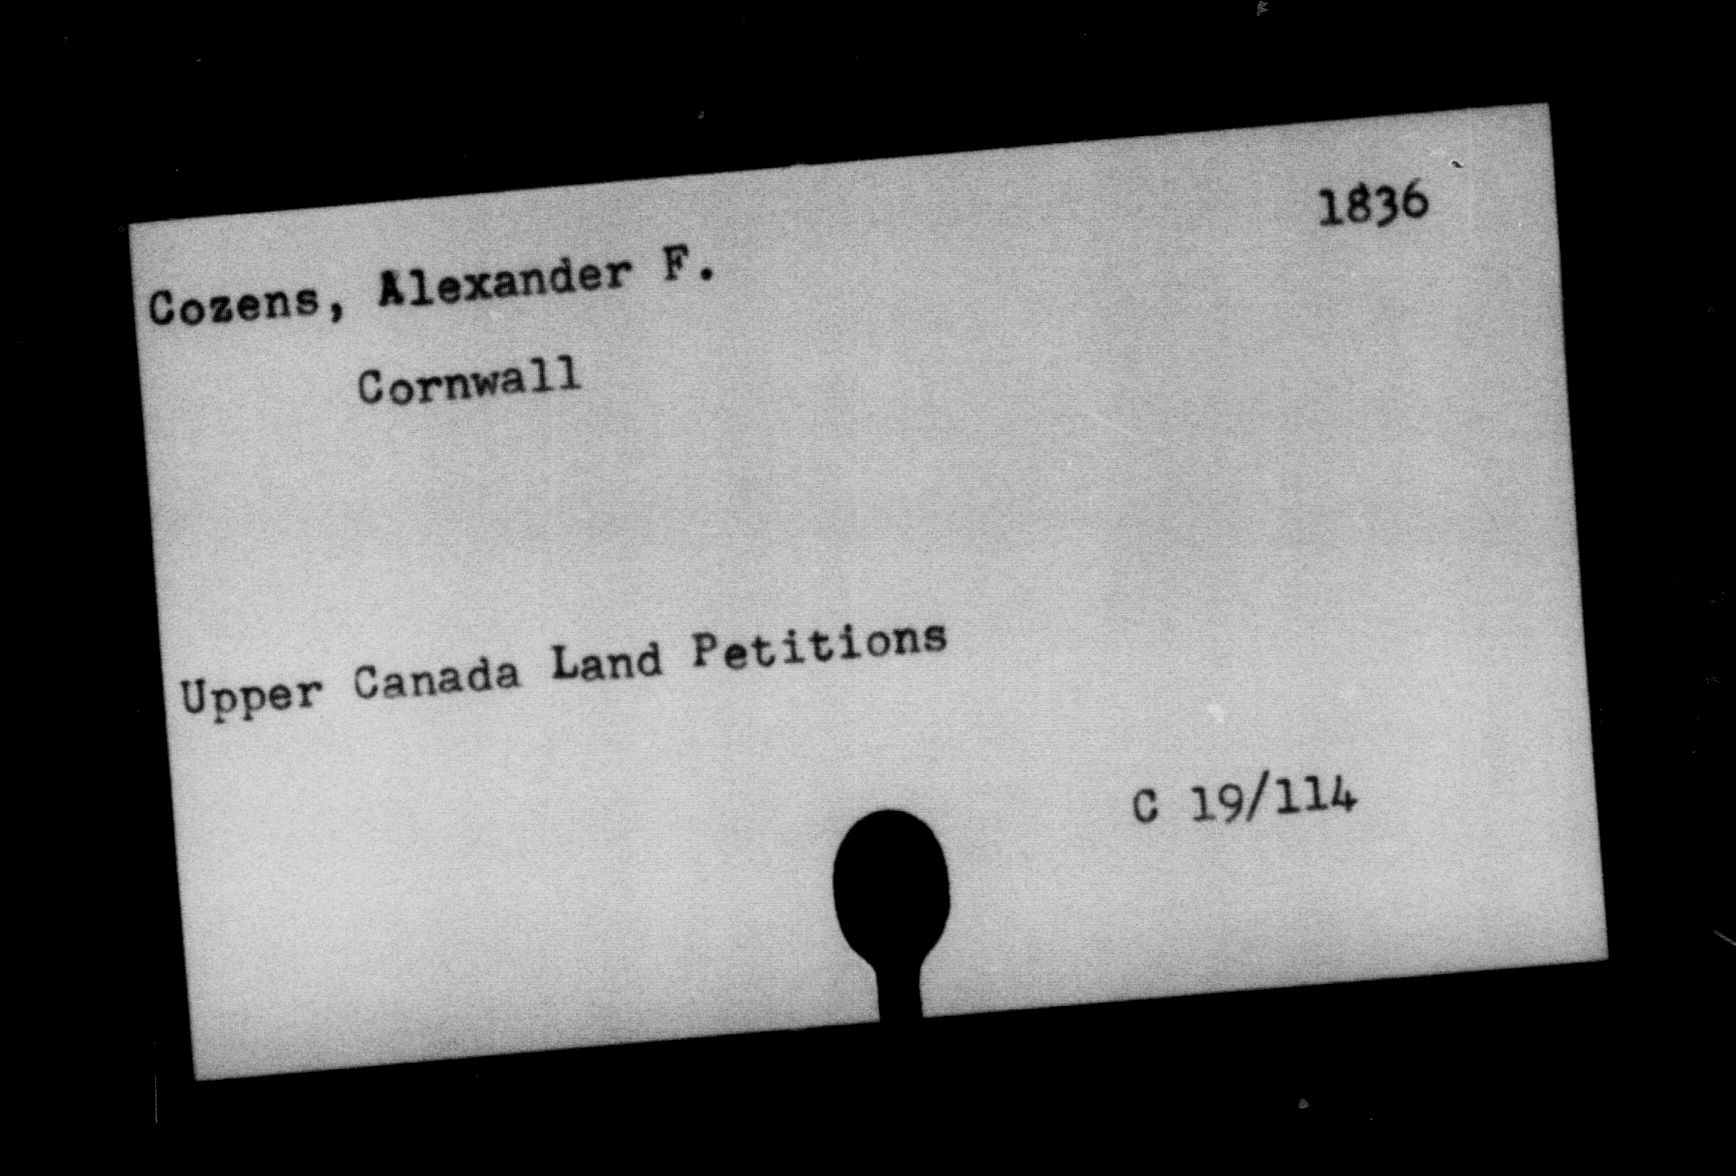 1836
Cozens, Alexander F.
Cornwall
Upper Canada Land Petitions
C 19/114